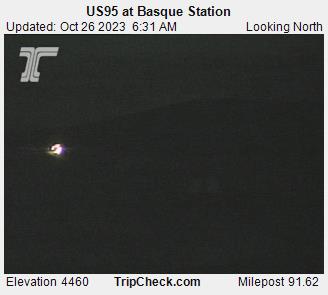 US95 at Basque Station
Updated: Oct 26 2023 6:31 AM Looking North
Elevation 4460 TripCheck.com Milepost 91.62